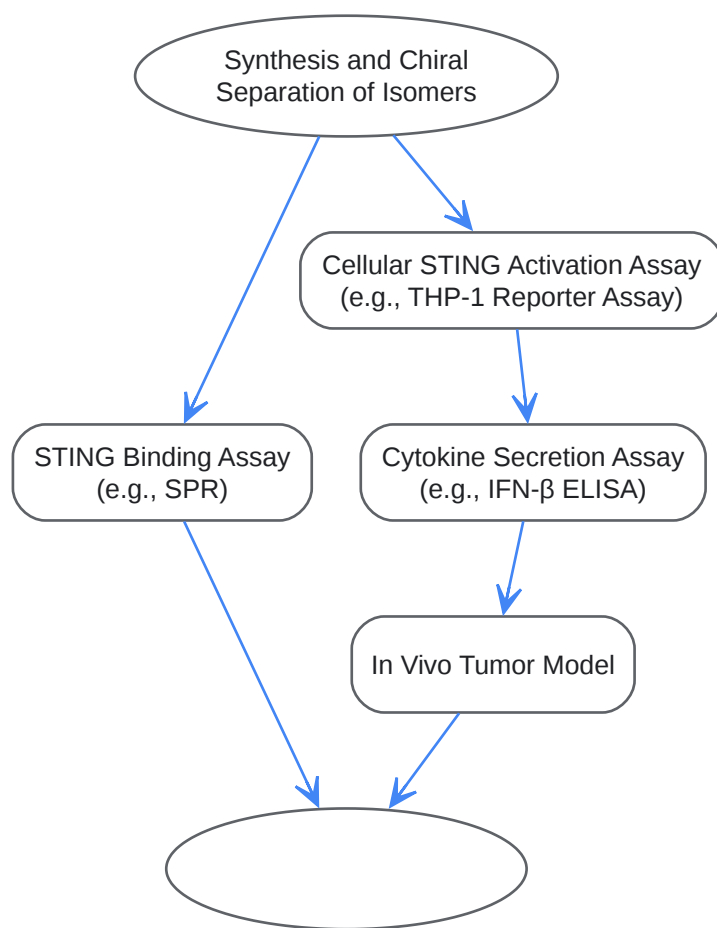 Synthesis and Chiral
Separation of Isomers
Cellular STING Activation Assay
(e.g., THP-1 Reporter Assay)
STING Binding Assay
(e.g., SPR)
Cytokine Secretion Assay
(e.g., IFN-β ELISA)
In Vivo Tumor Model